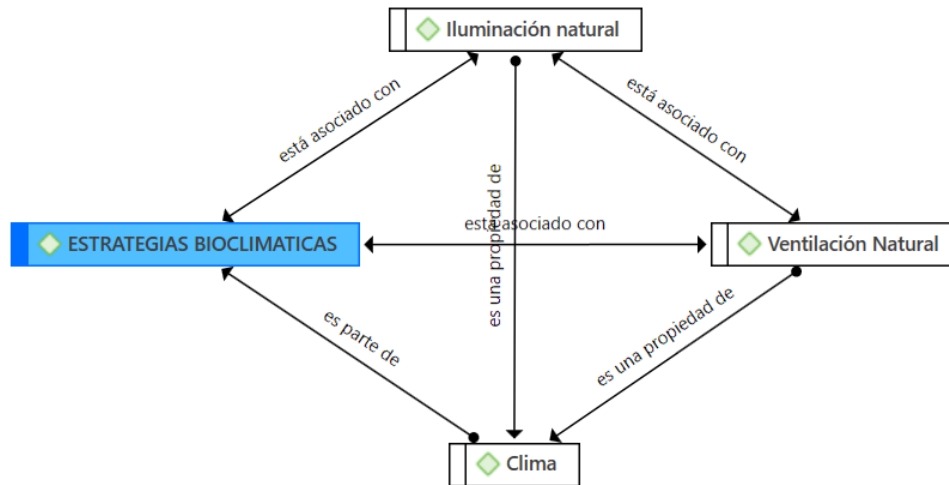 Iluminación natural
está asociado con
está asociado con
es una propiedad de
está asociado con
ESTRATEGIAS BIOCLIMATICAS
Ventilación Natural
es parte de
es una propiedad de
Clima